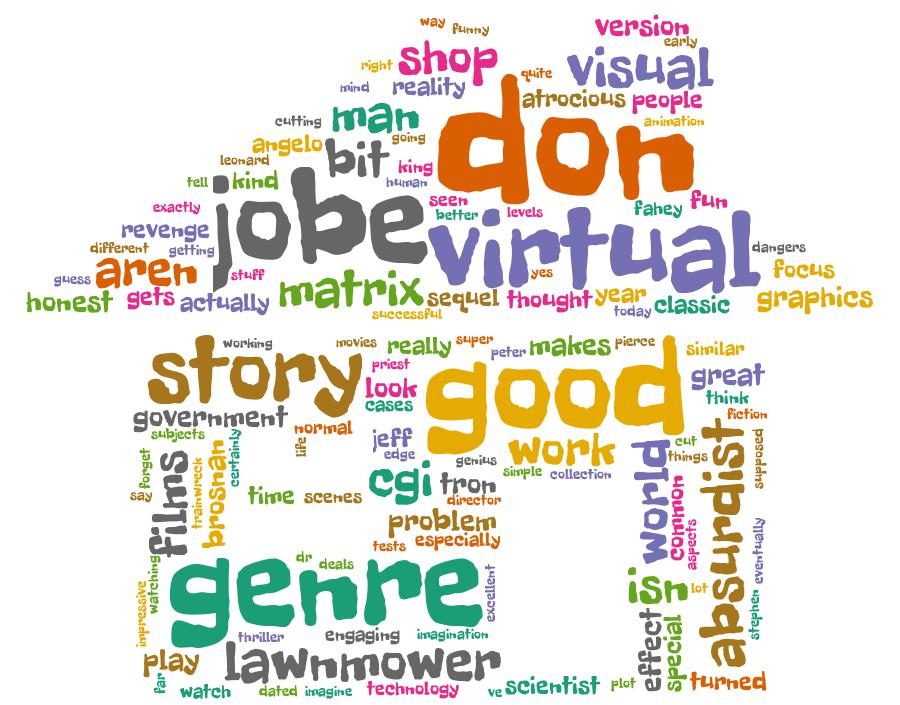 way
funny
version
early
shop
right
quite
visual
mind
reality
atrocious
people
cutting
man
don
animation
angelo
going
leonard
bit
king
tell
kind
human
exactly
jobe
seen
better
levels
fahey
fun
revenge
virtual
different
getting
dangers
guess
aren
stuff
yes
focus
honest
gets
actually
matrix
sequel
thought
year
today
classic
graphics
successful
story
working
movies
really
super
peter
makes
pierce
similar
priest
look
cases
good
great
think
fiction
government
subjects
normal
life
jeff
edge
work
genius
simple
collection
world
cut
things
absurdist
supposed
say
forget
films
trainwreck
brosnan
certainly
time
scenes
cgi
tron
director
problem
common
aspects
tests
especially
genre
dr
deals
excellent
isn
lot
eventually
stephen
impressive
watching
thriller
engaging
imagination
effect
special
play
lawnmower
far
watch
dated
imagine
technology
ve
scientist
plot
turned